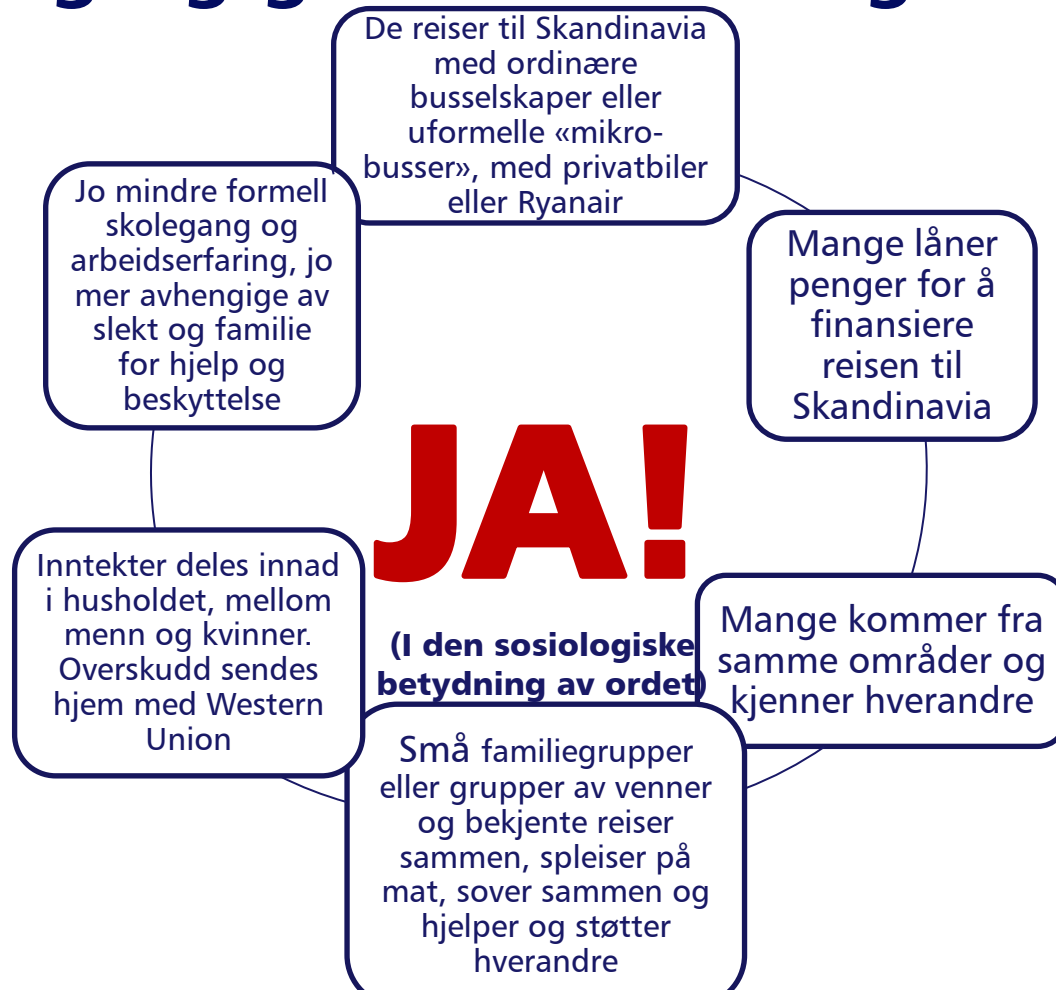 De reiser til Skandinavia
med ordinære
busselskaper eller
uformelle «mikro-
busser», med privatbiler
eller Ryanair
Mange låner
penger for å
finansiere
reisen til
Skandinavia
Mange kommer fra
samme områder og
kjenner hverandre
Små familiegrupper
eller grupper av venner
og bekjente reiser
sammen, spleiser på
mat, sover sammen og
hjelper og støtter
hverandre
Inntekter deles innad
i husholdet, mellom
menn og kvinner.
Overskudd sendes
hjem med Western
Union
Jo mindre formell
skolegang og
arbeidserfaring, jo
mer avhengige av
slekt og familie
for hjelp og
beskyttelse
JA!
(I den sosiologiske
betydning av ordet)